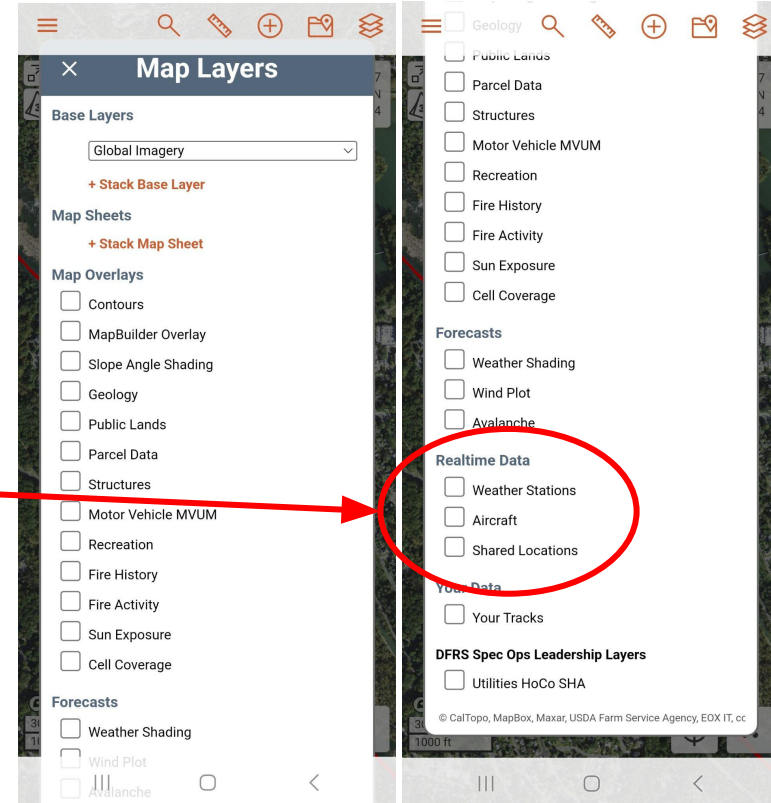 × Map Layers
Base Layers
Global Imagery
+ Stack Base Layer
Map Sheets
+ Stack Map Sheet
Map Overlays
Contours
MapBuilder Overlay
Slope Angle Shading
Geology
Public Lands
Parcel Data
Structures
Motor Vehicle MVUM
Recreation
Fire History
Fire Activity
Sun Exposure
Cell Coverage
Forecasts
Weather Shading
Wind Plot
Avalanche
Geology
Public Lands
Parcel Data
Structures
Motor Vehicle MVUM
Recreation
Fire History
Fire Activity
Sun Exposure
Cell Coverage
Forecasts
Weather Shading
Wind Plot
Avalanche
Realtime Data
Weather Stations
Aircraft
Shared Locations
Your Data
Your Tracks
DFRS Spec Ops Leadership Layers
Utilities HoCo SHA
© CalTopo, MapBox, Maxar, USDA Farm Service Agency, EOX IT, cc
1000 ft